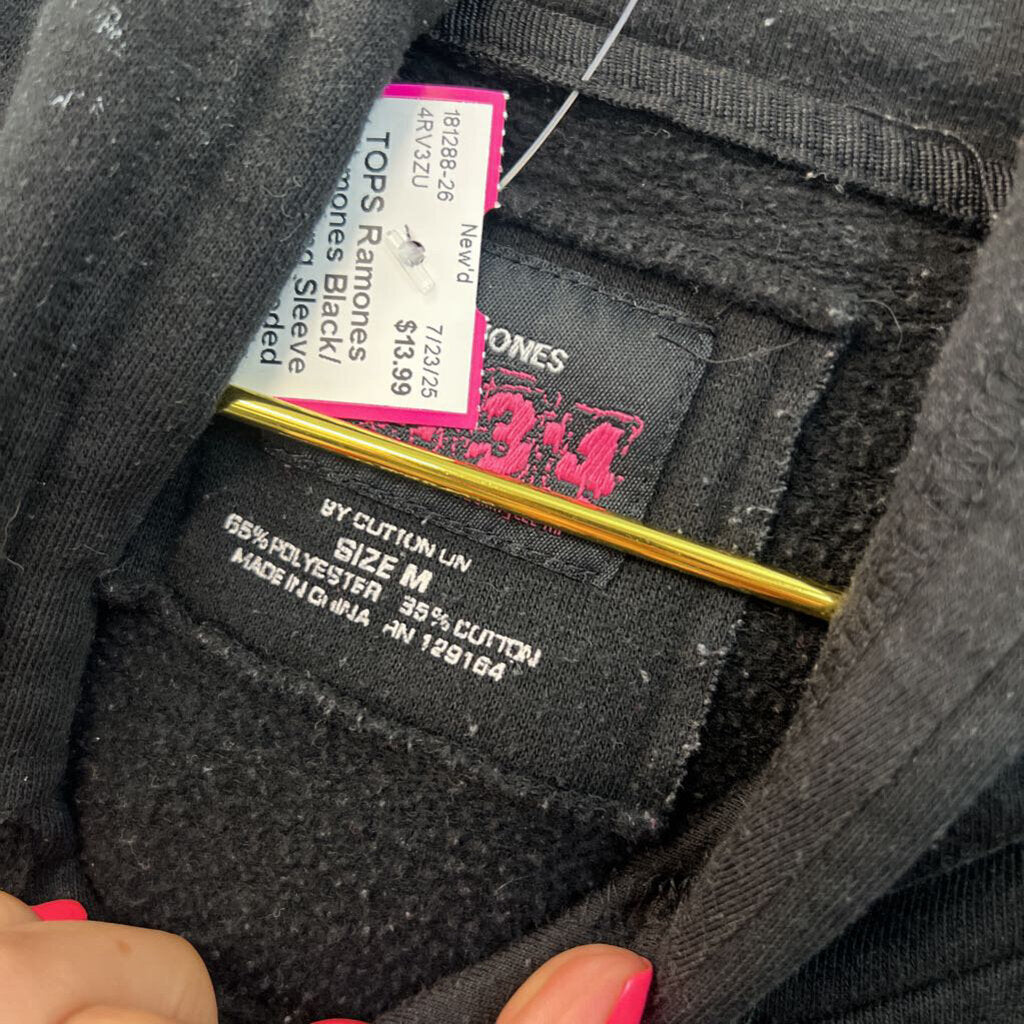 181288-26
4RV3ZU
New'd
7/23/25
$13.99
TOPS Ramones
mones Black/
Sleeve
ded
BY CUTTON ON
SIZE M
65% POLYESTER 35% COTTON
MADE IN CHINA RN 129164